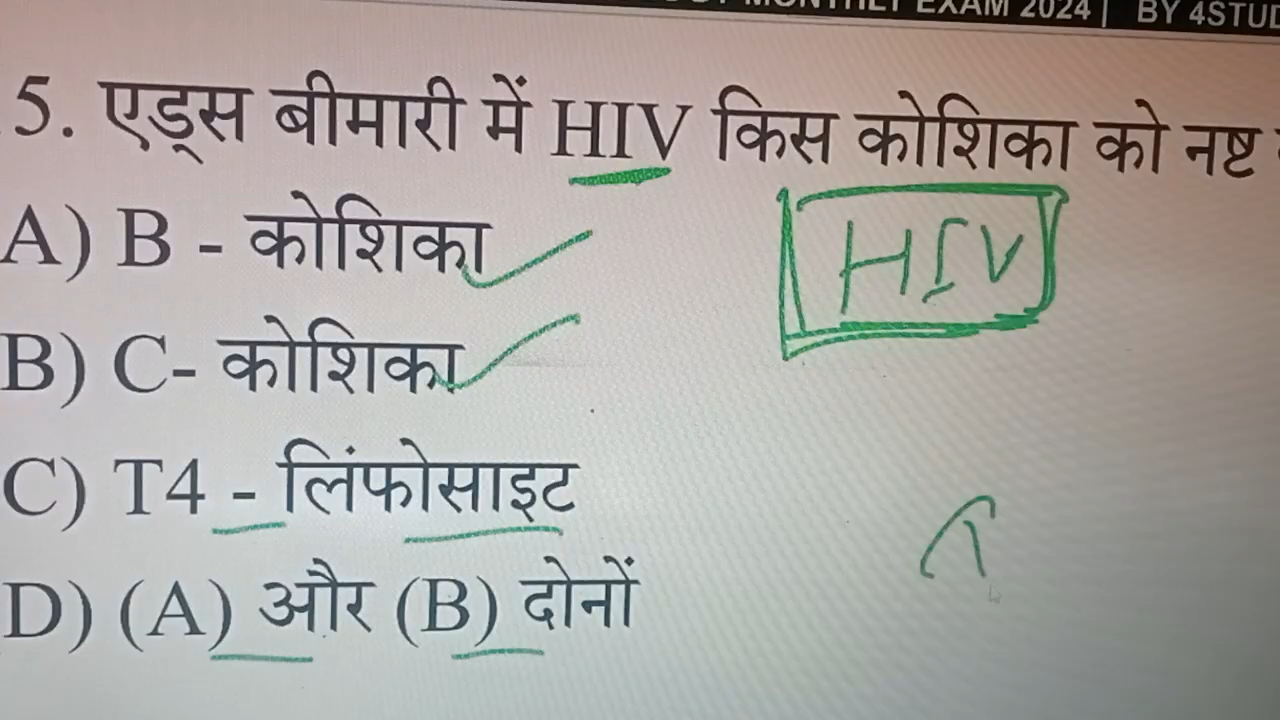 MONTHLY EXAM 2024 | BY 4STUD
5. एड्स बीमारी में HIV किस कोशिका को नष्ट
A) B - कोशिका
HIV
B) C- कोशिका
C) T4 - लिंफोसाइट
D) (A) और (B) दोनों